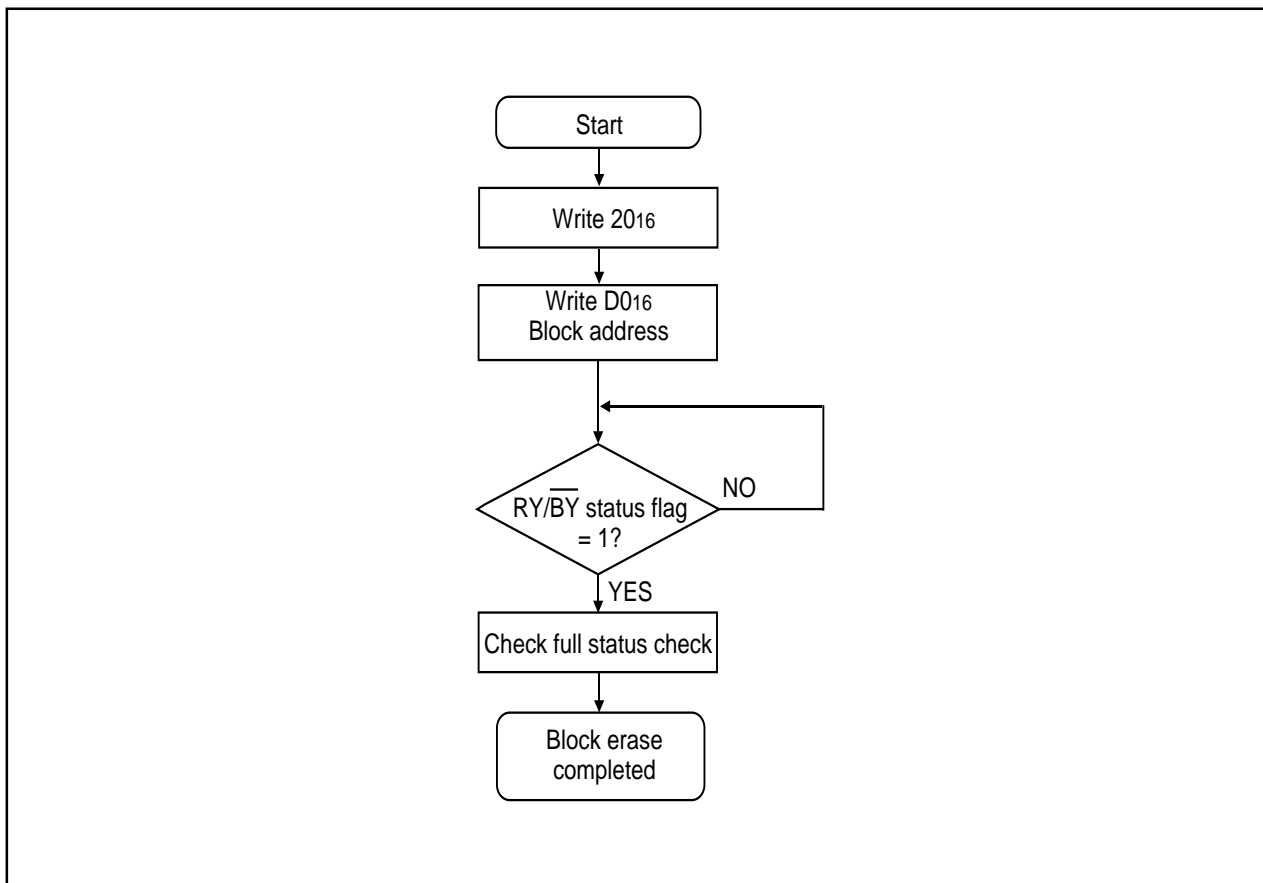 Start
Write 2016
Write D016
Block address
RY/B̅Y̅ status flag
= 1?
NO
YES
Check full status check
Block erase
completed